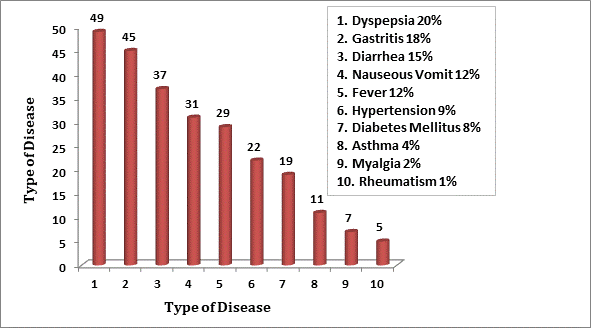 49
45
37
31
29
22
19
11
7
5
50
45
40
35
30
25
20
15
10
5
0
Type of Disease
1 2 3 4 5 6 7 8 9 10
Type of Disease
1. Dyspepsia 20%
2. Gastritis 18%
3. Diarrhea 15%
4. Nauseous Vomit 12%
5. Fever 12%
6. Hypertension 9%
7. Diabetes Mellitus 8%
8. Asthma 4%
9. Myalgia 2%
10. Rheumatism 1%